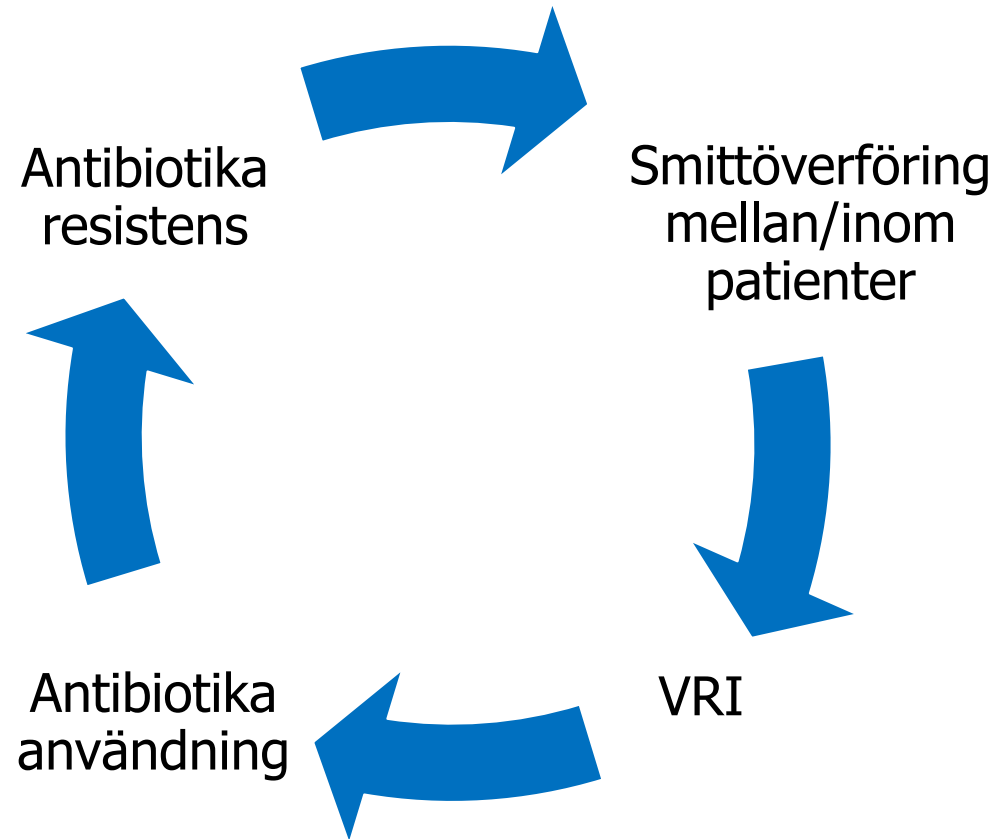 Antibiotika
resistens
Smittöverföring
mellan/inom
patienter
VRI
Antibiotika
användning